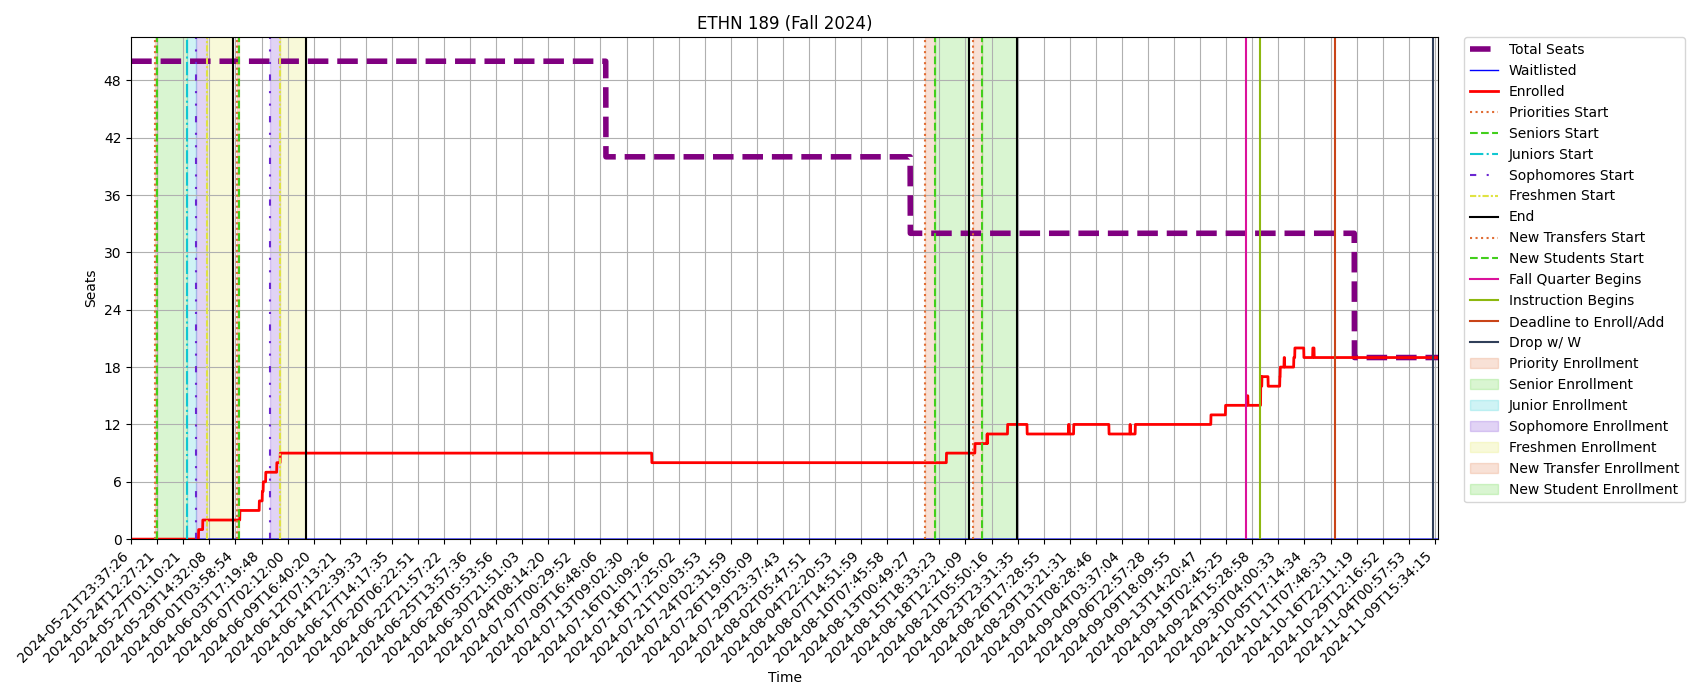 ETHN 189 (Fall 2024)
Seats
48
42
36
30
24
18
12
6
0
2024-05-21T23:37:26
2024-05-24T12:27:21
2024-05-27T01:10:21
2024-05-29T14:32:08
2024-06-01T03:58:54
2024-06-03T17:19:48
2024-06-07T02:12:00
2024-06-09T16:40:20
2024-06-12T07:13:21
2024-06-14T22:39:33
2024-06-17T14:17:35
2024-06-20T06:22:51
2024-06-22T21:57:22
2024-06-25T13:57:36
2024-06-28T05:53:56
2024-06-30T21:51:03
2024-07-04T08:14:20
2024-07-07T00:29:52
2024-07-09T16:48:06
2024-07-13T09:02:30
2024-07-16T01:09:26
2024-07-18T17:25:02
2024-07-21T10:03:53
2024-07-24T02:31:59
2024-07-26T19:05:09
2024-07-29T23:37:43
2024-08-02T05:47:51
2024-08-04T22:20:53
2024-08-07T14:51:59
2024-08-10T07:45:58
2024-08-13T00:49:27
2024-08-15T18:33:23
2024-08-18T12:21:09
2024-08-21T05:50:16
2024-08-23T23:31:35
2024-08-26T17:28:55
2024-08-29T13:21:31
2024-09-01T08:28:46
2024-09-04T03:37:04
2024-09-06T22:57:28
2024-09-09T18:09:55
2024-09-13T14:20:47
2024-09-19T02:45:25
2024-09-24T15:28:58
2024-09-30T04:00:33
2024-10-05T17:14:34
2024-10-11T07:48:33
2024-10-16T22:11:19
2024-10-29T12:16:52
2024-11-04T00:57:53
2024-11-09T15:34:15
Time
Total Seats
Waitlisted
Enrolled
Priorities Start
Seniors Start
Juniors Start
Sophomores Start
Freshmen Start
End
New Transfers Start
New Students Start
Fall Quarter Begins
Instruction Begins
Deadline to Enroll/Add
Drop w/ W
Priority Enrollment
Senior Enrollment
Junior Enrollment
Sophomore Enrollment
Freshmen Enrollment
New Transfer Enrollment
New Student Enrollment